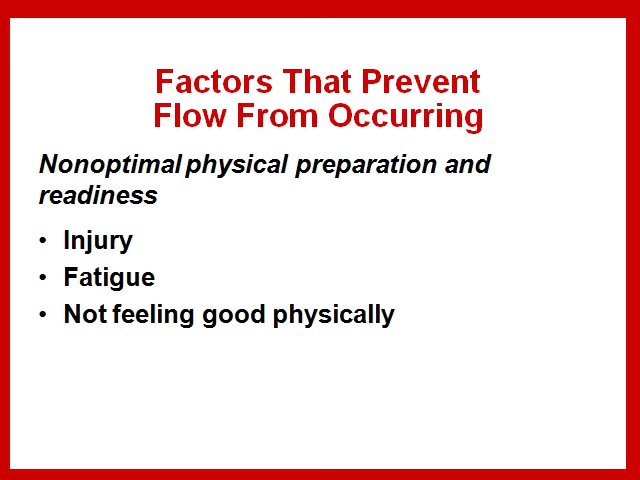 Factors That Prevent
Flow From Occurring
Nonoptimal physical preparation and
readiness
• Injury
• Fatigue
• Not feeling good physically